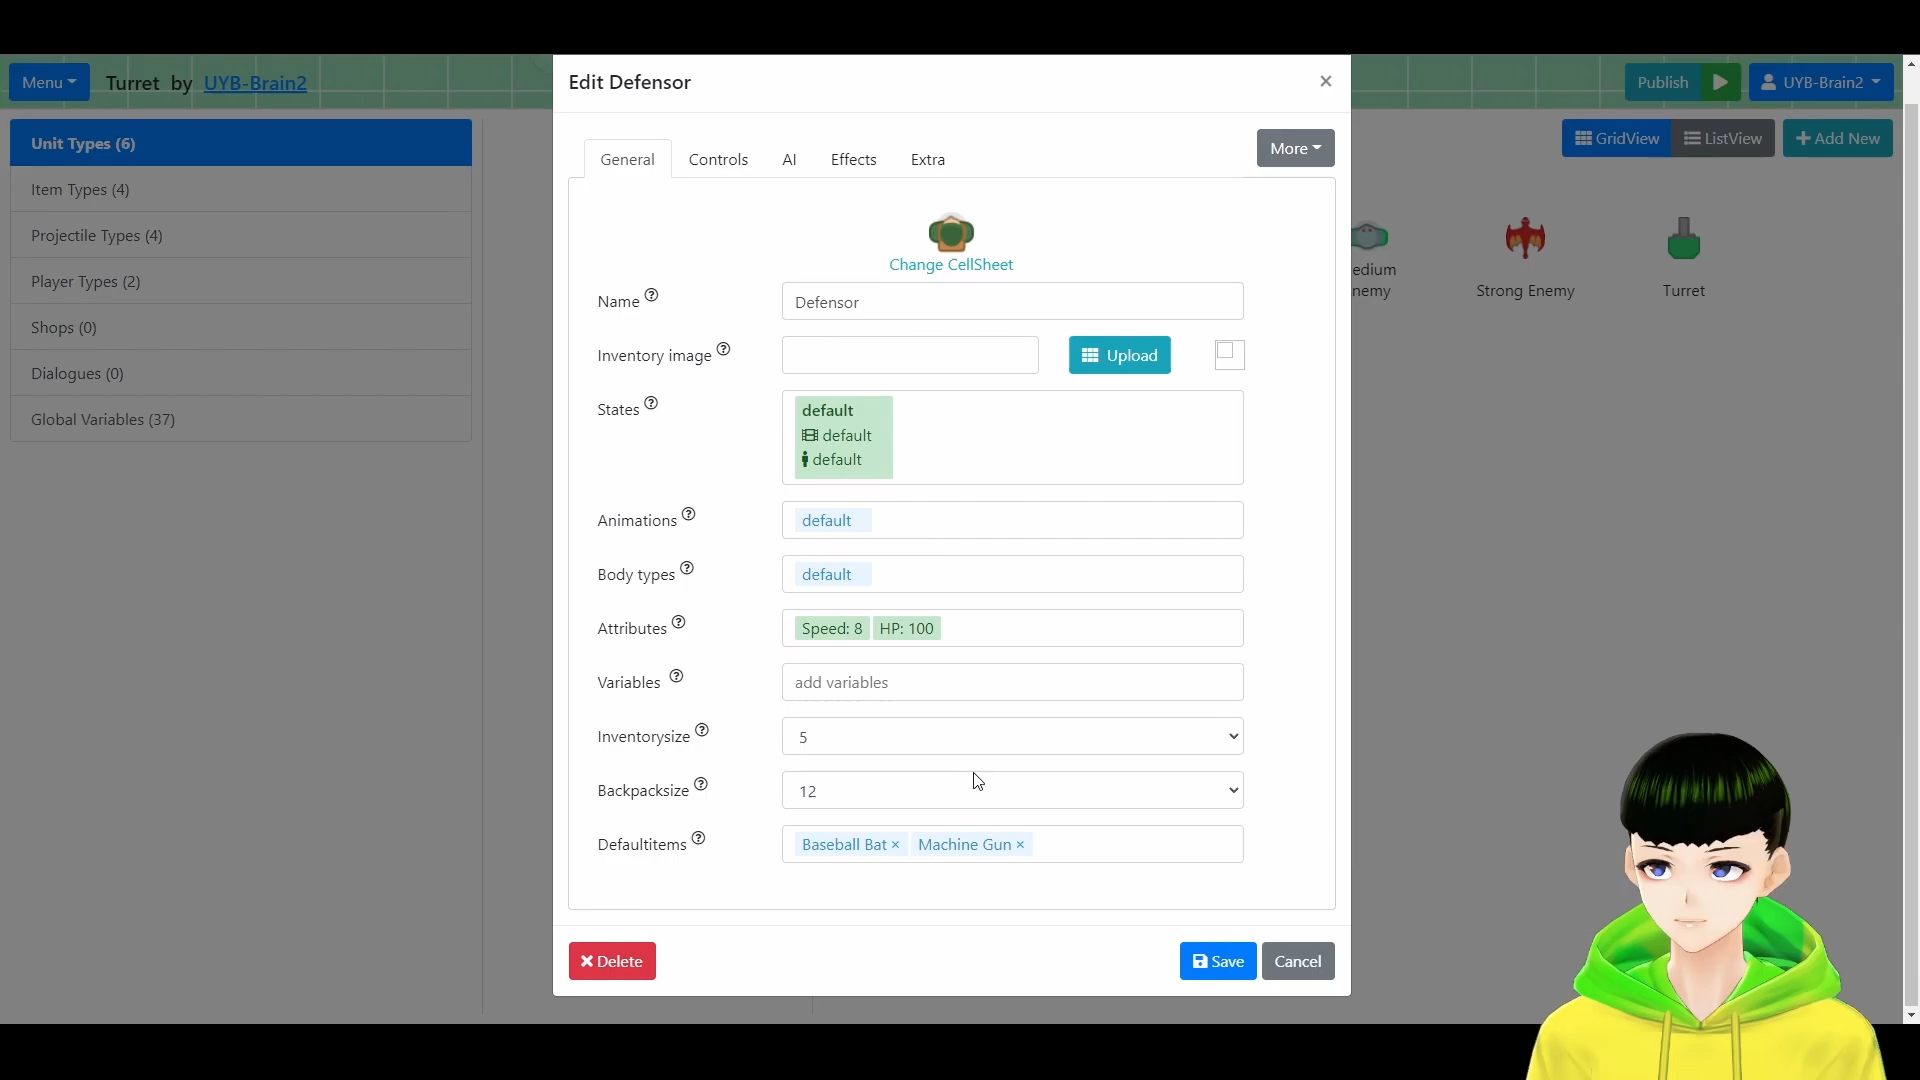 Menu
Turret by UYB-Brain2
Publish
UYB-Brain2
Unit Types (6)
Item Types (4)
Projectile Types (4)
Player Types (2)
Shops (0)
Dialogues (0)
Global Variables (37)
Edit Defensor
×
General
Controls
AI
Effects
Extra
More
Change CellSheet
Name ?
Defensor
Inventory image ?
Upload
States ?
default
default
default
Animations ?
default
Body types ?
default
Attributes ?
Speed: 8 HP: 100
Variables ?
add variables
Inventorysize ?
5
Backpacksize ?
12
Defaultitems ?
Baseball Bat × Machine Gun ×
Delete
Save
Cancel
GridView
ListView
+ Add New
edium
nemy
Strong Enemy
Turret